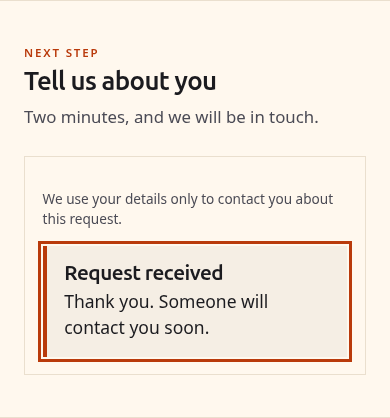 NEXT STEP
Tell us about you
Two minutes, and we will be in touch.
We use your details only to contact you about
this request.
Request received
Thank you. Someone will
contact you soon.